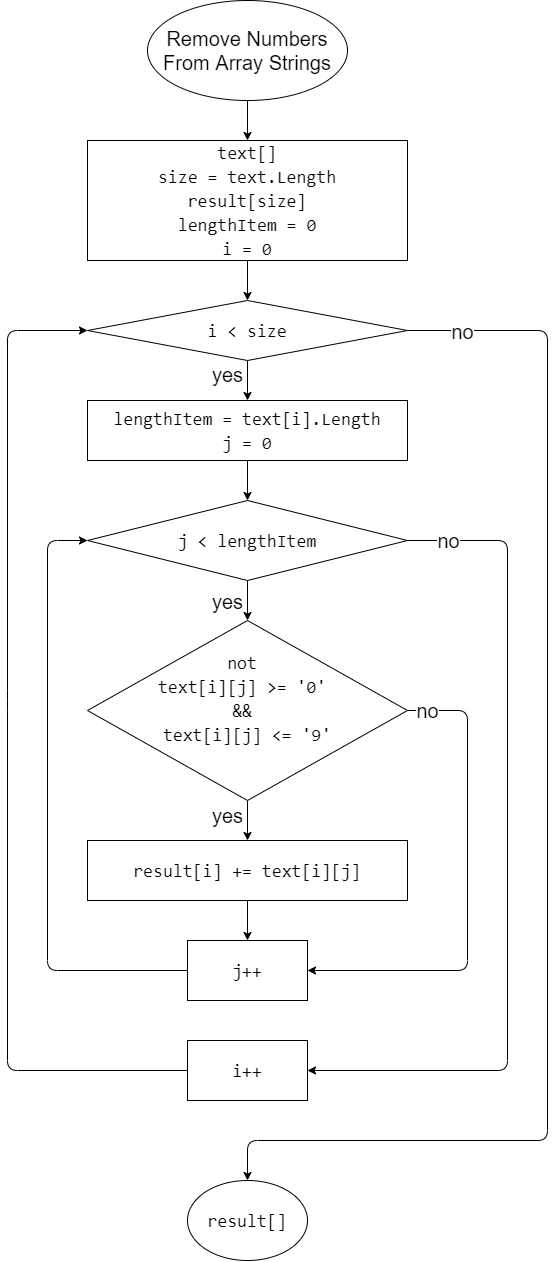 Remove Numbers
From Array Strings
text[]
size = text.Length
result[size]
lengthItem = 0
i = 0
i < size
no
yes
lengthItem = text[i].Length
j = 0
j < lengthItem
no
yes
not
text[i][j] >= '0'
&&
text[i][j] <= '9'
no
yes
result[i] += text[i][j]
j++
i++
result[]